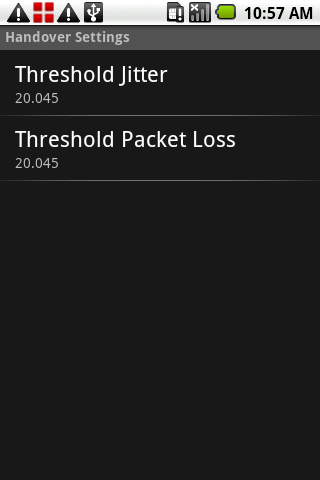 10:57 AM
Handover Settings
Threshold Jitter
20.045
Threshold Packet Loss
20.045